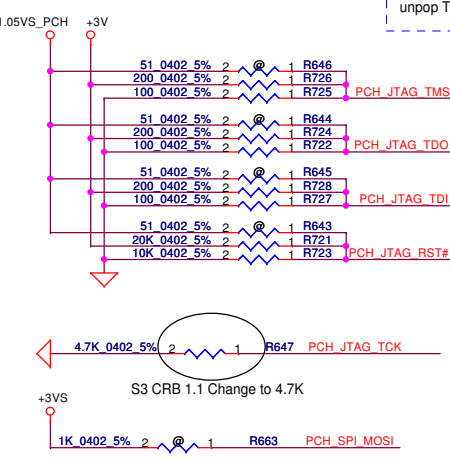 unpop T
1.05VS_PCH +3V
51_0402_5% 2 @ 1 R646
200_0402_5% 2 1 R726
100_0402_5% 2 1 R725 PCH_JTAG_TMS
51_0402_5% 2 @ 1 R644
200_0402_5% 2 1 R724
100_0402_5% 2 1 R722 PCH_JTAG_TDO
51_0402_5% 2 @ 1 R645
200_0402_5% 2 1 R728
100_0402_5% 2 1 R727 PCH_JTAG_TDI
51_0402_5% 2 @ 1 R643
20K_0402_5% 2 1 R721
10K_0402_5% 2 1 R723 PCH_JTAG_RST#
4.7K_0402_5% 2 1 R647 PCH_JTAG_TCK
S3 CRB 1.1 Change to 4.7K
+3VS
1K_0402_5% 2 @ 1 R663 PCH_SPI_MOSI